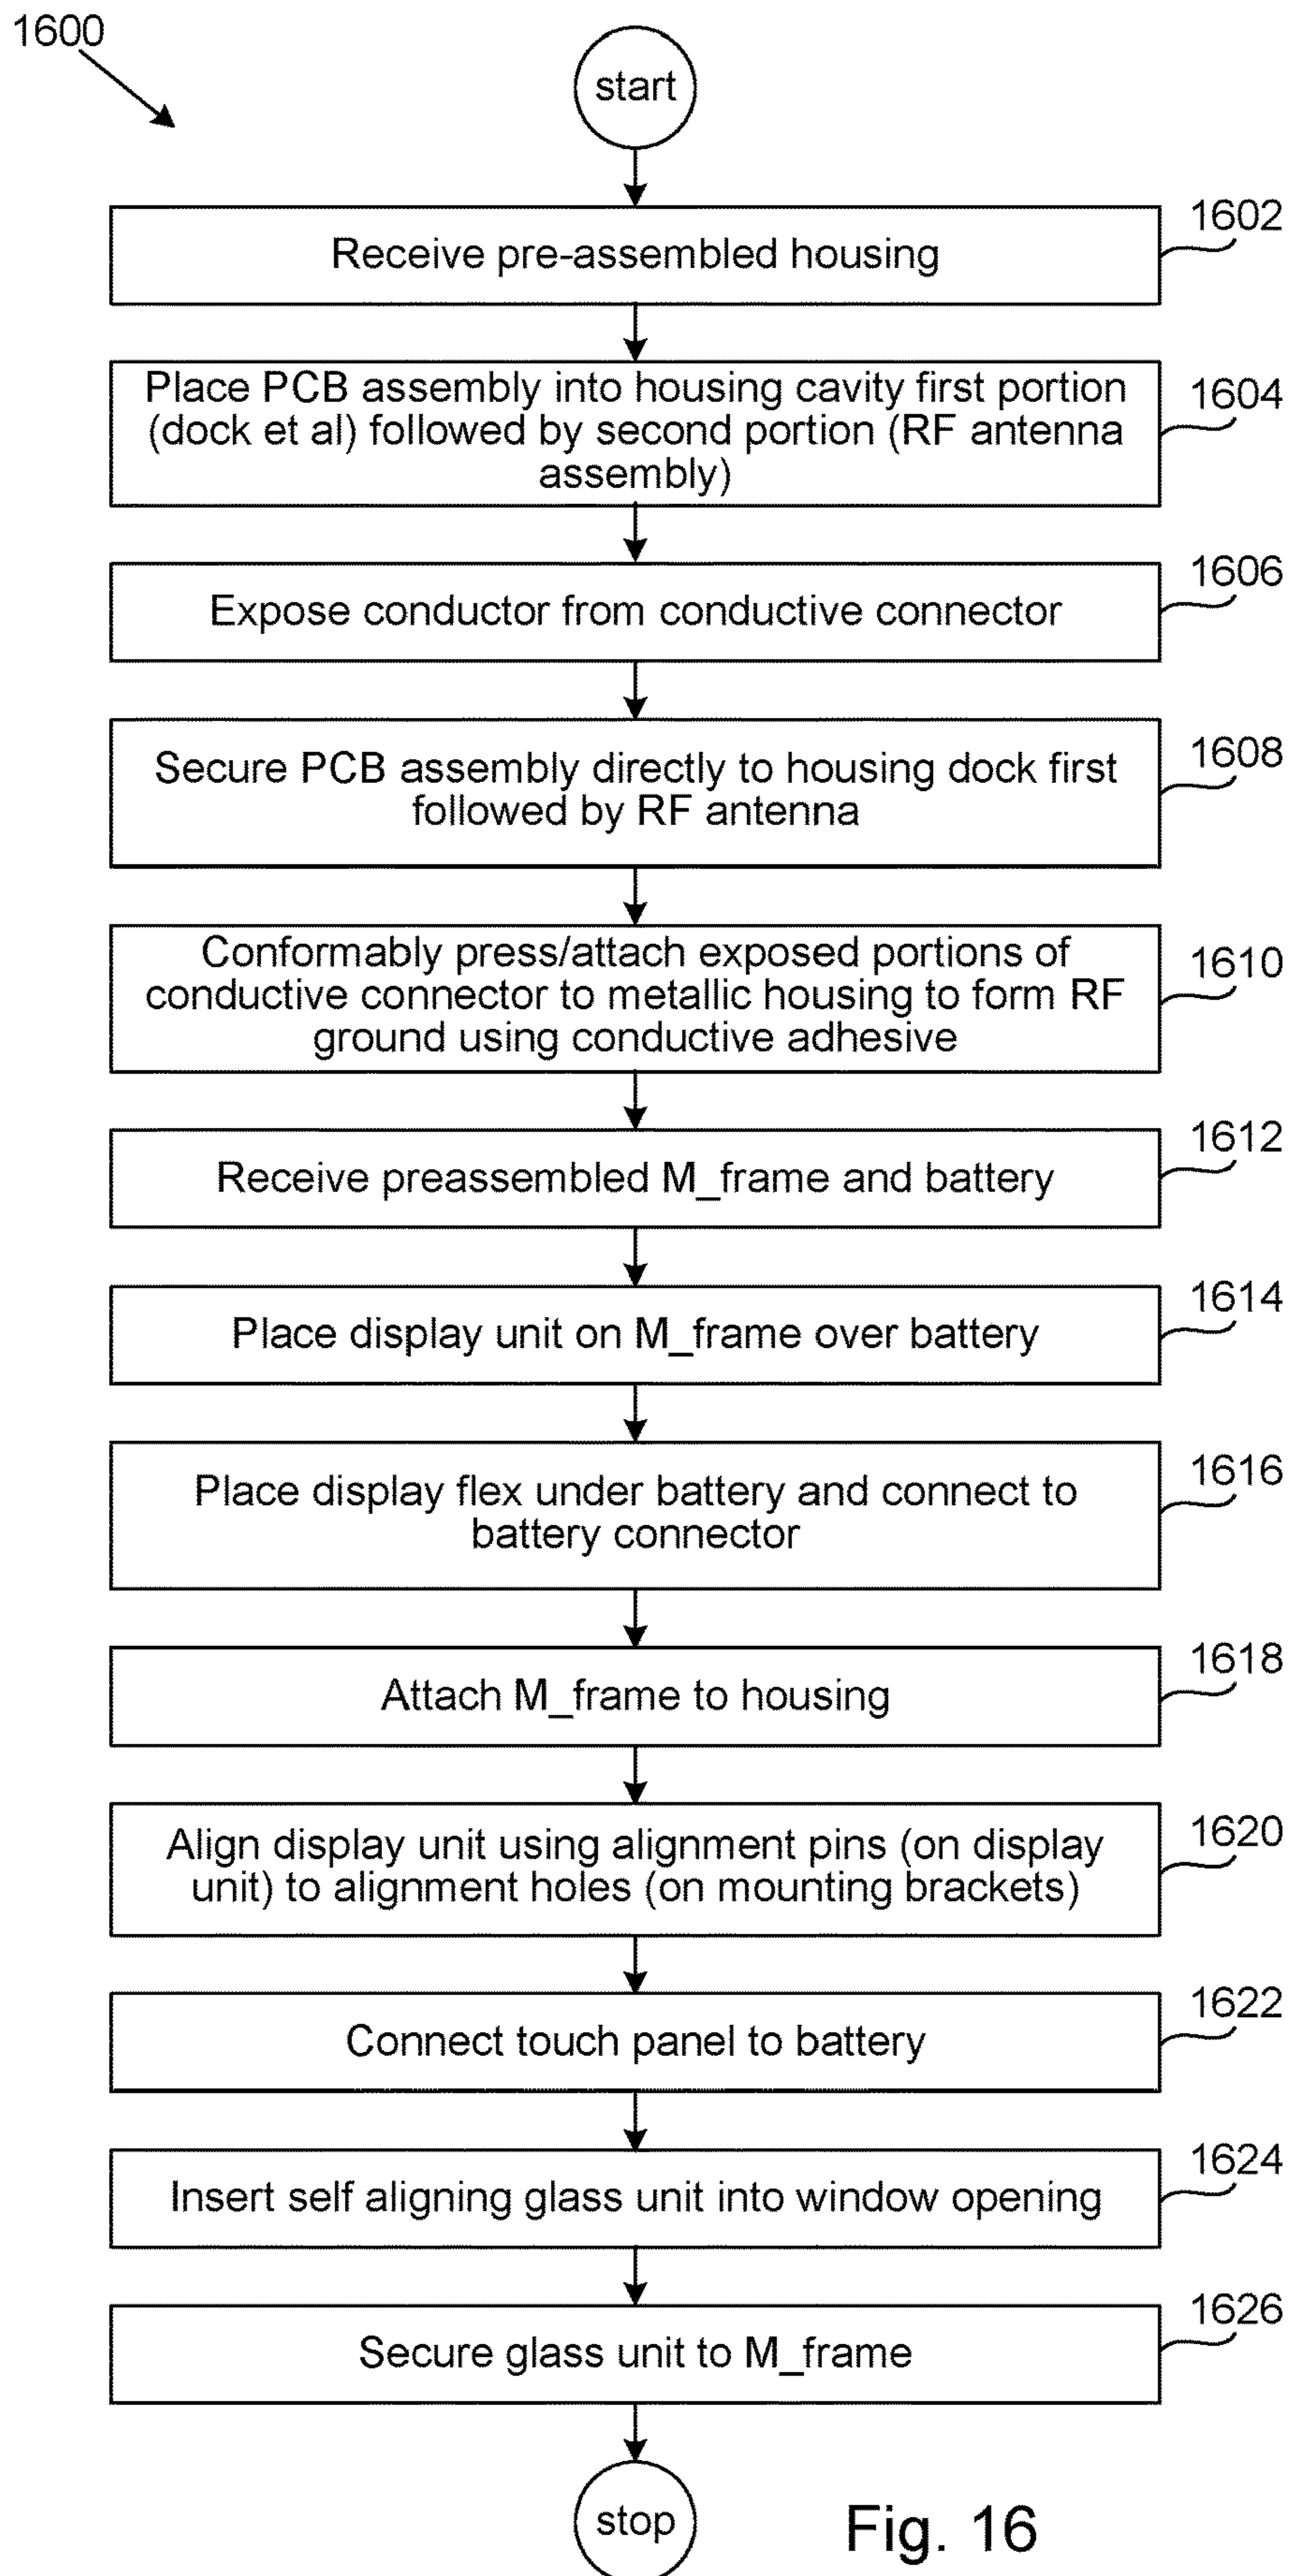 1600
start
1602
Receive pre-assembled housing
1604
Place PCB assembly into housing cavity first portion
(dock et al) followed by second portion (RF antenna
assembly)
1606
Expose conductor from conductive connector
1608
Secure PCB assembly directly to housing dock first
followed by RF antenna
1610
Conformably press/attach exposed portions of
conductive connector to metallic housing to form RF
ground using conductive adhesive
1612
Receive preassembled M_frame and battery
1614
Place display unit on M_frame over battery
1616
Place display flex under battery and connect to
battery connector
1618
Attach M_frame to housing
1620
Align display unit using alignment pins (on display
unit) to alignment holes (on mounting brackets)
1622
Connect touch panel to battery
1624
Insert self aligning glass unit into window opening
1626
Secure glass unit to M_frame
stop
Fig. 16